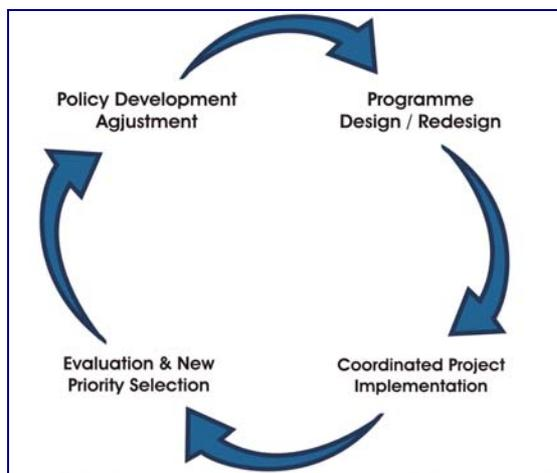 Policy Development
Agjustment
Programme
Design / Redesign
Evaluation & New
Priority Selection
Coordinated Project
Implementation